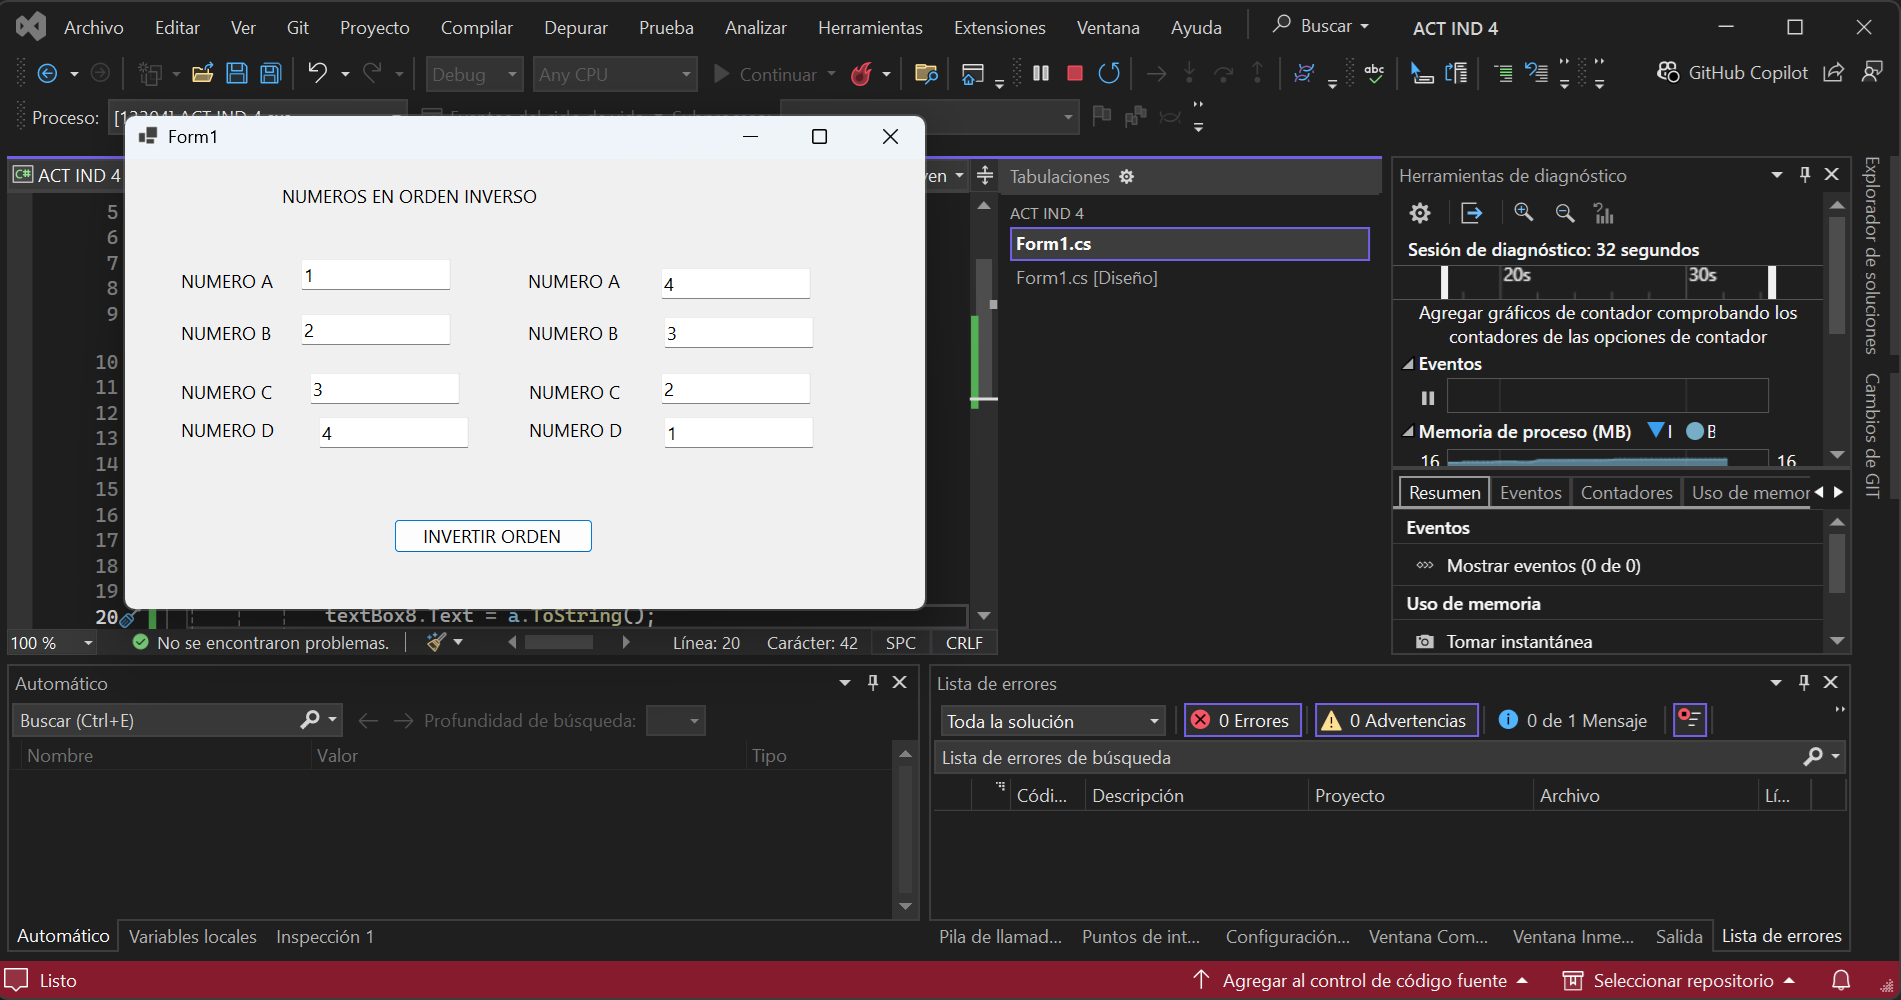 Archivo Editar Ver Git Proyecto Compilar Depurar Prueba Analizar Herramientas Extensiones Ventana Ayuda Buscar ACT IND 4
Debug Any CPU Continuar abc GitHub Copilot
Proceso:
Form1
NUMEROS EN ORDEN INVERSO
NUMERO A 1 NUMERO A 4
NUMERO B 2 NUMERO B 3
NUMERO C 3 NUMERO C 2
NUMERO D 4 NUMERO D 1
INVERTIR ORDEN
C# ACT IND 4
5
6
7
8
9
10
11
12
13
14
15
16
17
18
19
20 textBox8.Text = a.ToString();
100 % No se encontraron problemas. Línea: 20 Carácter: 42 SPC CRLF
Tabulaciones
ACT IND 4
Form1.cs
Form1.cs [Diseño]
Herramientas de diagnóstico
Sesión de diagnóstico: 32 segundos
20s 30s
Agregar gráficos de contador comprobando los
contadores de las opciones de contador
Eventos
Memoria de proceso (MB) I B
16 16
Resumen Eventos Contadores Uso de memor
Eventos
Mostrar eventos (0 de 0)
Uso de memoria
Tomar instantánea
Explorador de soluciones
Cambios de GIT
Automático
Buscar (Ctrl+E) Profundidad de búsqueda:
Nombre Valor Tipo
Automático Variables locales Inspección 1
Lista de errores
Toda la solución 0 Errores 0 Advertencias 0 de 1 Mensaje
Lista de errores de búsqueda
Códi... Descripción Proyecto Archivo Lí...
Pila de llamad... Puntos de int... Configuración... Ventana Com... Ventana Inme... Salida Lista de errores
Listo Agregar al control de código fuente Seleccionar repositorio